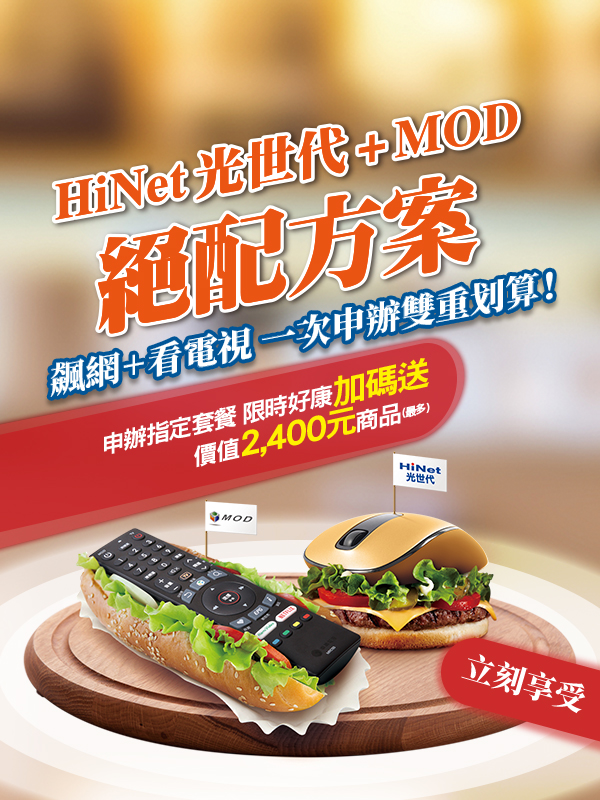 HiNet 光世代 + MOD
絕配方案
飆網+看電視 一次申辦雙重划算!
申辦指定套餐 限時好康加碼送
價值2,400元商品(最多)
HiNet
光世代
MOD
立刻享受